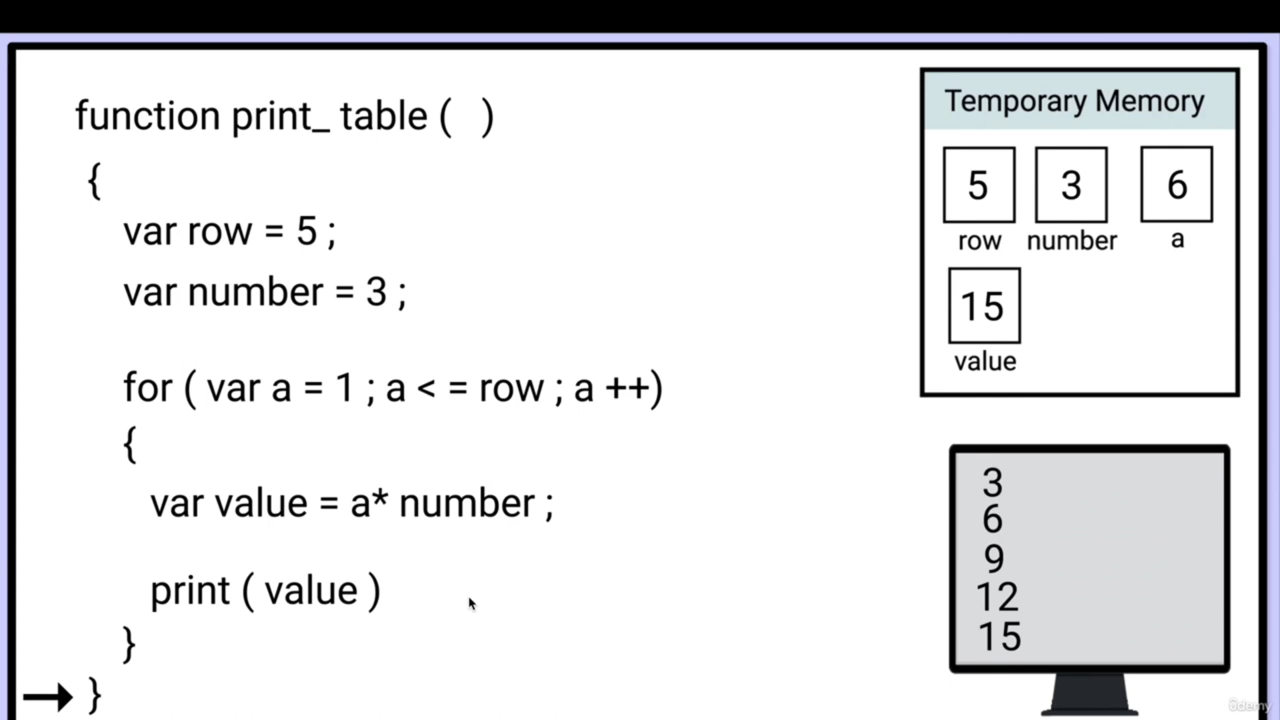 function print_ table ( )
{
var row = 5 ;
var number = 3 ;
for ( var a = 1 ; a < = row ; a ++)
{
var value = a* number ;
print ( value )
}
}
Temporary Memory
5 3 6
row number a
15
value
3
6
9
12
15
ûdemy